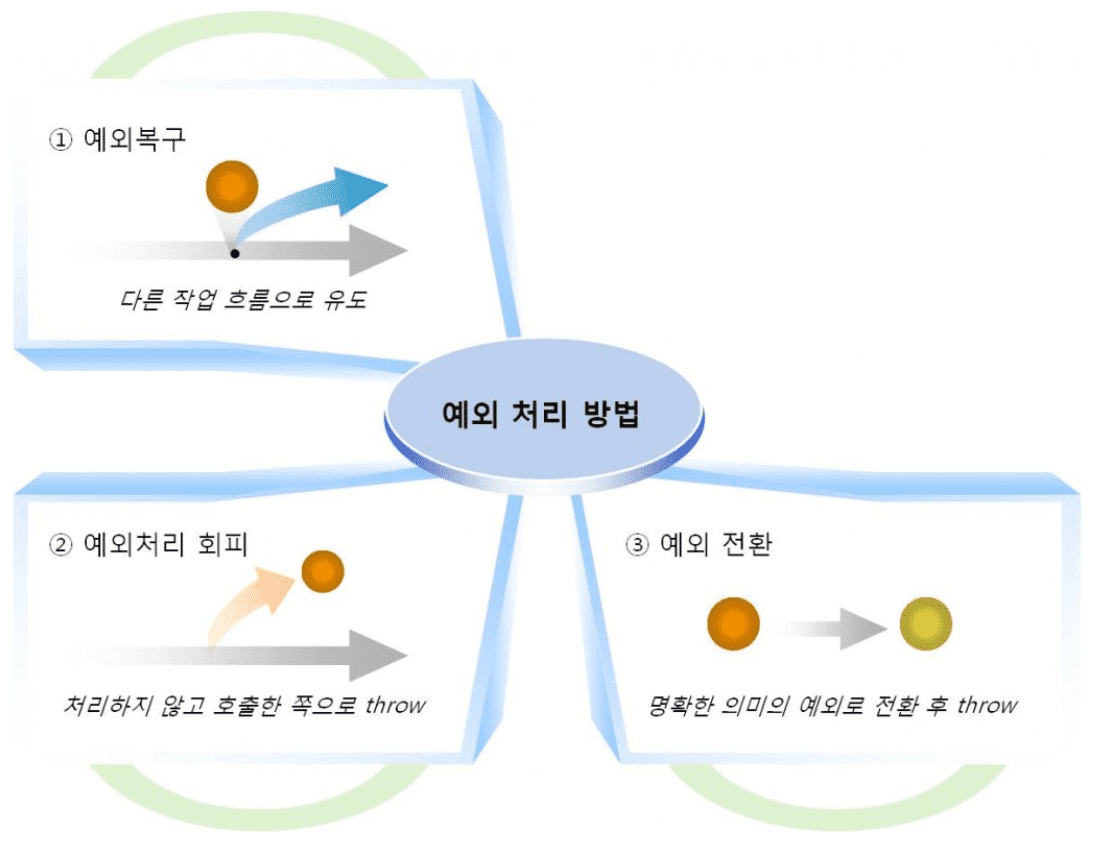 ① 예외복구
다른 작업 흐름으로 유도
예외 처리 방법
② 예외처리 회피
처리하지 않고 호출한 쪽으로 throw
③ 예외 전환
명확한 의미의 예외로 전환 후 throw